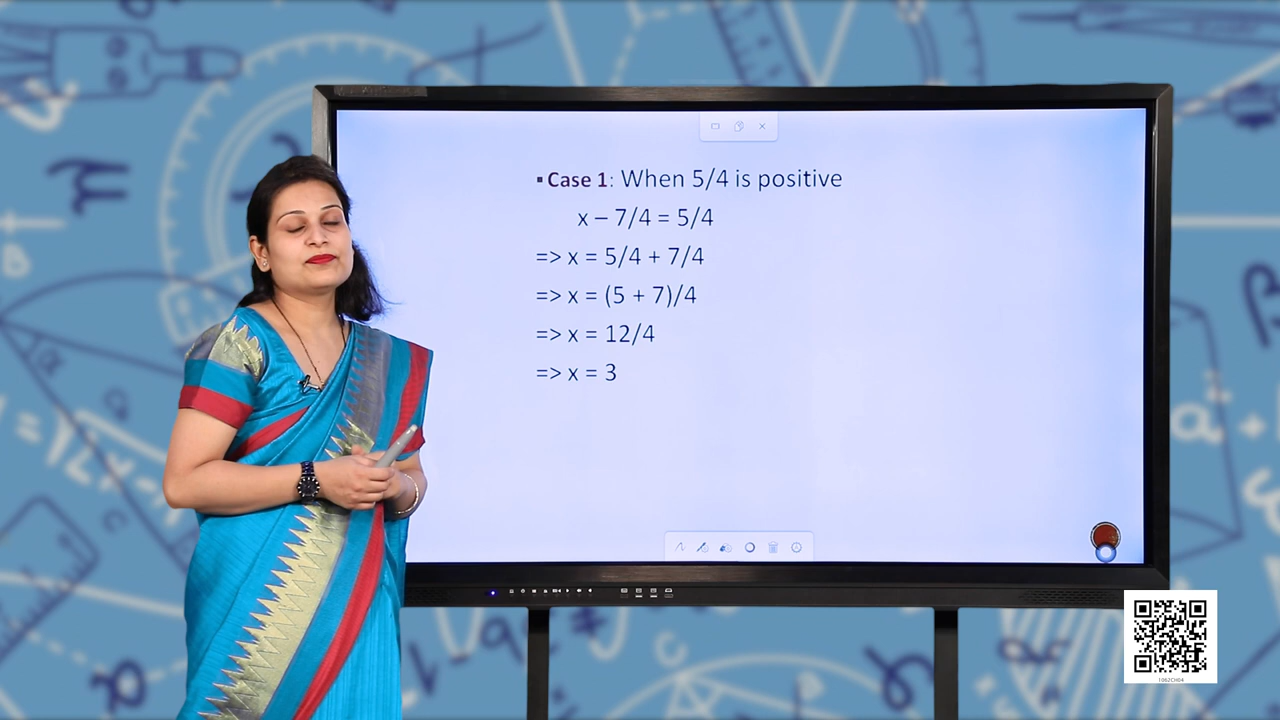 ▪ Case 1: When 5/4 is positive
x – 7/4 = 5/4
=> x = 5/4 + 7/4
=> x = (5 + 7)/4
=> x = 12/4
=> x = 3
1062CH04